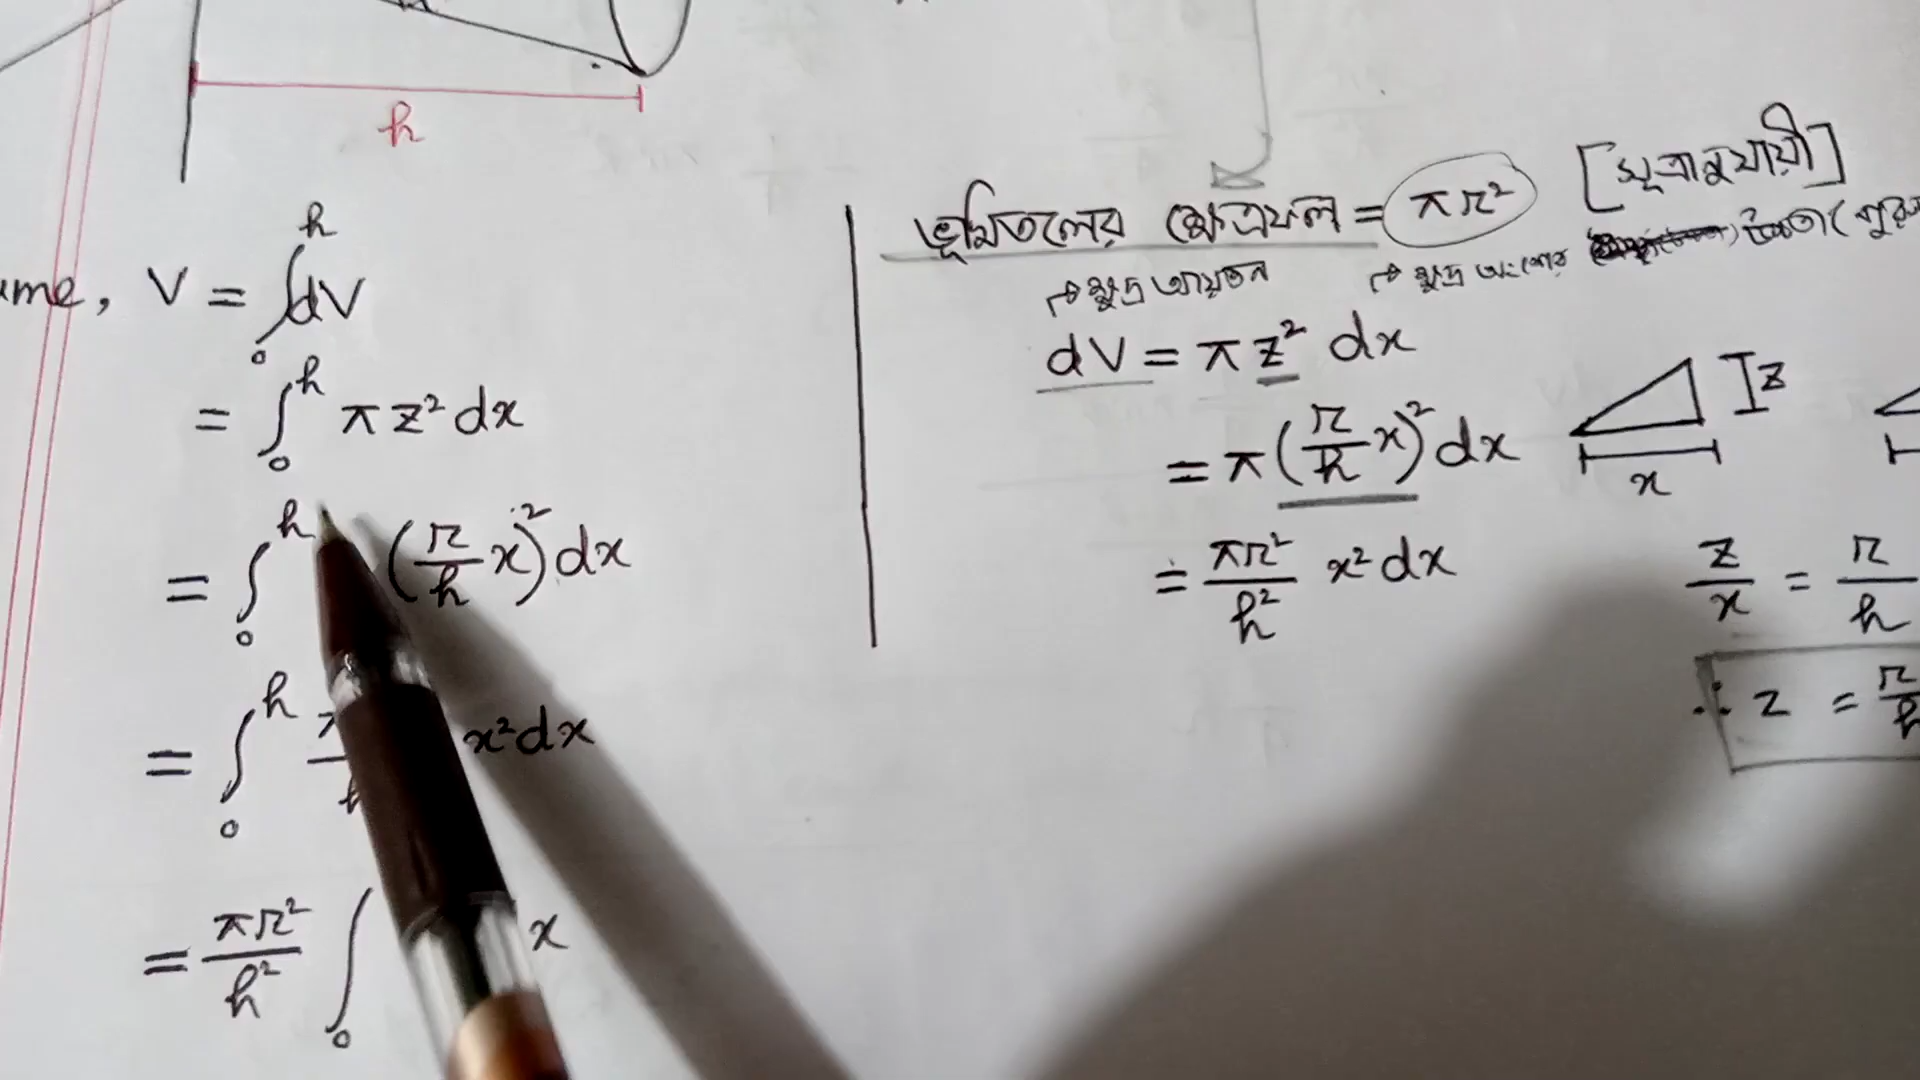 h
V = ∫₀ʰ dV
= ∫₀ʰ π z² dx
= ∫₀ʰ (r/h x)² dx
= ∫₀ʰ x² dx
= πr²/h² ∫₀ x
ভূমিতলের ক্ষেত্রফল = πr² [সূত্রানুযায়ী]
↱ ক্ষুদ্র আয়তন ↱ ক্ষুদ্র অংশের
dV = π z² dx
= π (r/h x)² dx
= πr²/h² x² dx
z
x
z/x = r/h
∴ z = r/h